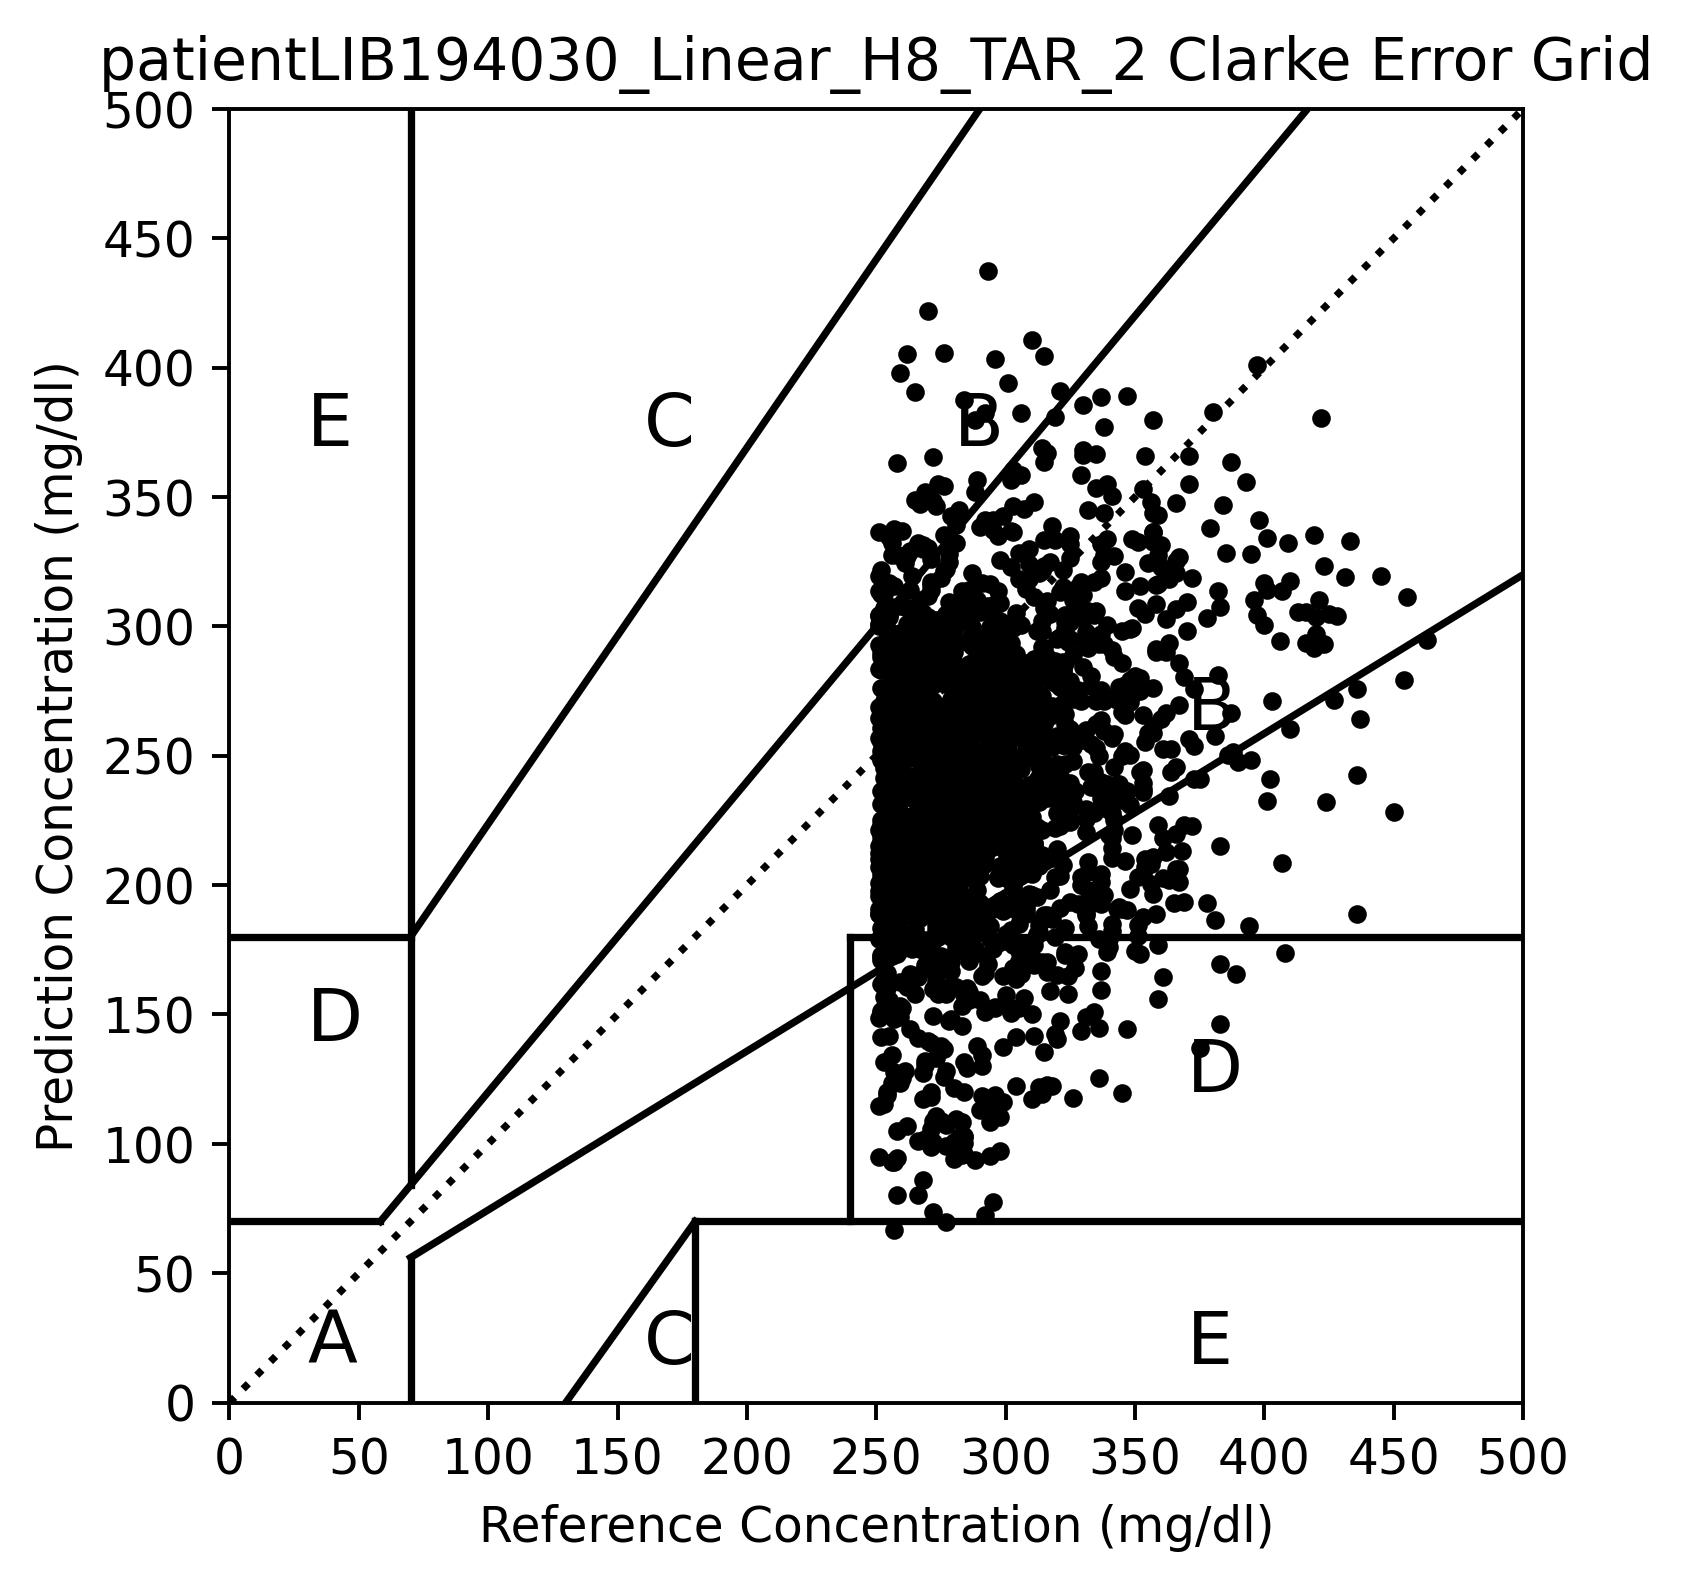 patientLIB194030_Linear_H8_TAR_2 Clarke Error Grid
500
450
400
350
300
250
200
150
100
50
0
Prediction Concentration (mg/dl)
E
C
B
B
D
D
A
C
E
0 50 100 150 200 250 300 350 400 450 500
Reference Concentration (mg/dl)